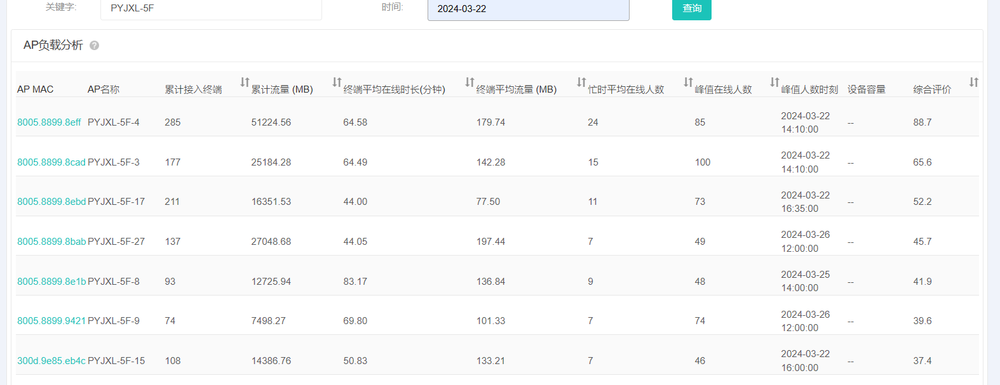 关键字: PYJXL-5F 时间: 2024-03-22 查询
AP负载分析 ?
AP MAC AP名称 累计接入终端 累计流量 (MB) 终端平均在线时长(分钟) 终端平均流量 (MB) 忙时平均在线人数 峰值在线人数 峰值人数时刻 设备容量 综合评价
8005.8899.8eff PYJXL-5F-4 285 51224.56 64.58 179.74 24 85 2024-03-22 14:10:00 -- 88.7
8005.8899.8cad PYJXL-5F-3 177 25184.28 64.49 142.28 15 100 2024-03-22 14:10:00 -- 65.6
8005.8899.8ebd PYJXL-5F-17 211 16351.53 44.00 77.50 11 73 2024-03-22 16:35:00 -- 52.2
8005.8899.8bab PYJXL-5F-27 137 27048.68 44.05 197.44 7 49 2024-03-26 12:00:00 -- 45.7
8005.8899.8e1b PYJXL-5F-8 93 12725.94 83.17 136.84 9 48 2024-03-25 14:00:00 -- 41.9
8005.8899.9421 PYJXL-5F-9 74 7498.27 69.80 101.33 7 74 2024-03-26 12:00:00 -- 39.6
300d.9e85.eb4c PYJXL-5F-15 108 14386.76 50.83 133.21 7 46 2024-03-22 16:00:00 -- 37.4